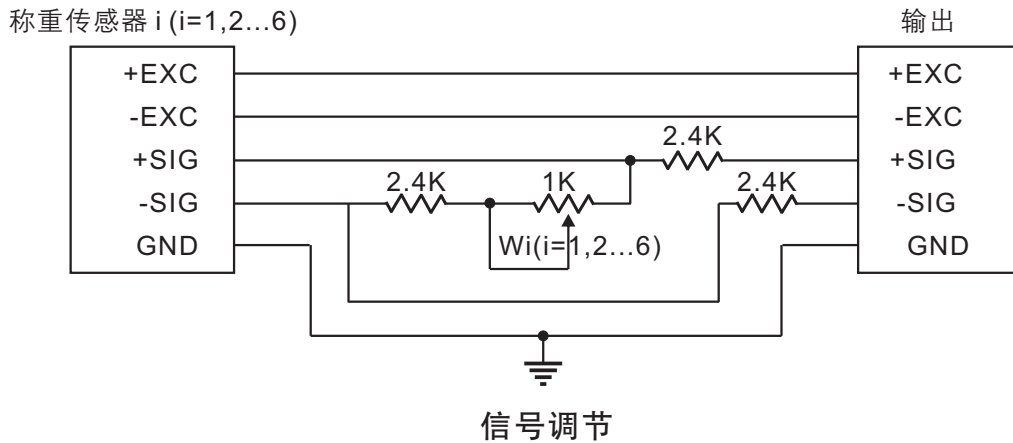 称重传感器 i (i=1,2...6)
输出
+EXC
+EXC
-EXC
-EXC
2.4K
+SIG
+SIG
2.4K
1K
2.4K
-SIG
-SIG
GND
Wi(i=1,2...6)
GND
信号调节